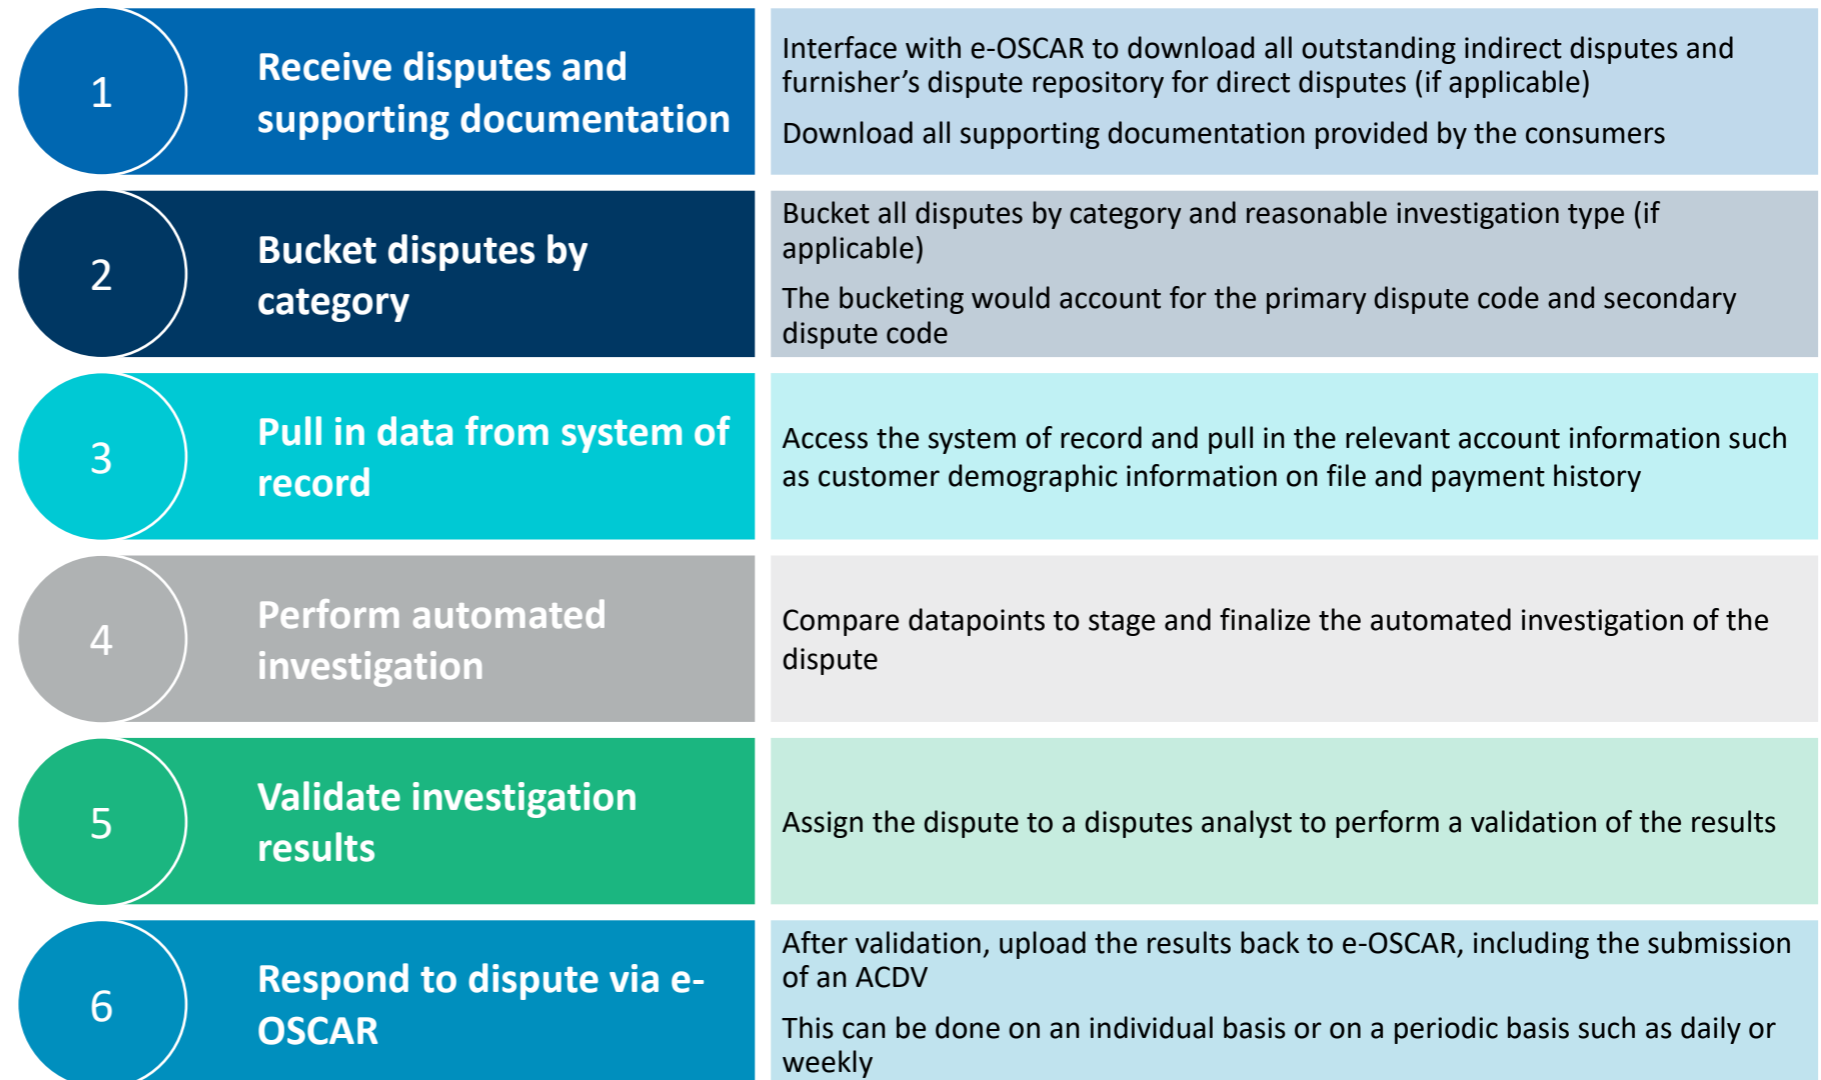 1
Receive disputes and
supporting documentation
Interface with e-OSCAR to download all outstanding indirect disputes and
furnisher’s dispute repository for direct disputes (if applicable)
Download all supporting documentation provided by the consumers
2
Bucket disputes by
category
Bucket all disputes by category and reasonable investigation type (if
applicable)
The bucketing would account for the primary dispute code and secondary
dispute code
3
Pull in data from system of
record
Access the system of record and pull in the relevant account information such
as customer demographic information on file and payment history
4
Perform automated
investigation
Compare datapoints to stage and finalize the automated investigation of the
dispute
5
Validate investigation
results
Assign the dispute to a disputes analyst to perform a validation of the results
6
Respond to dispute via e-
OSCAR
After validation, upload the results back to e-OSCAR, including the submission
of an ACDV
This can be done on an individual basis or on a periodic basis such as daily or
weekly